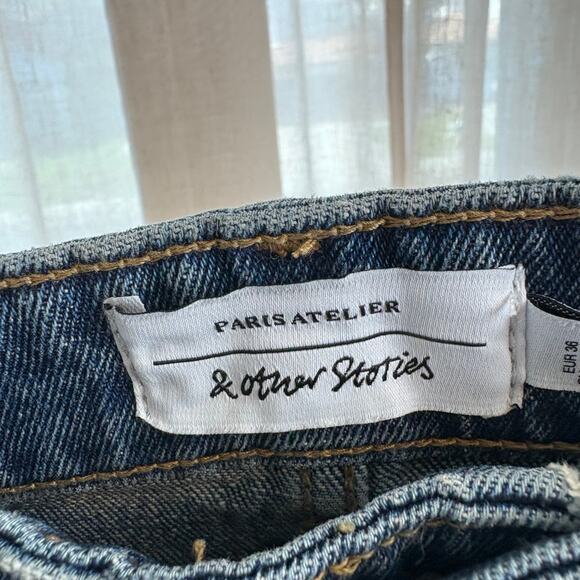 PARIS ATELIER
& other Stories
EUR 36